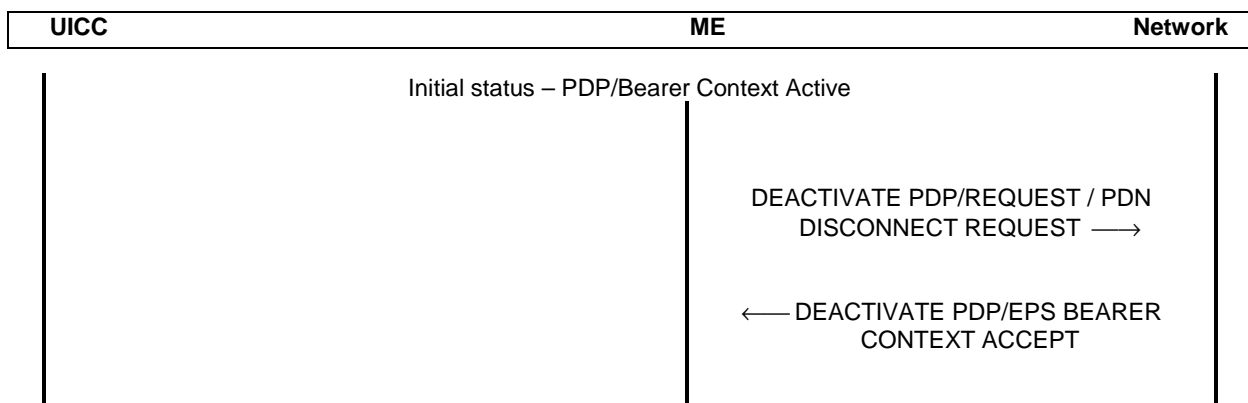 UICC ME Network
Initial status – PDP/Bearer Context Active
DEACTIVATE PDP/REQUEST / PDN
DISCONNECT REQUEST ⟶
⟵ DEACTIVATE PDP/EPS BEARER
CONTEXT ACCEPT